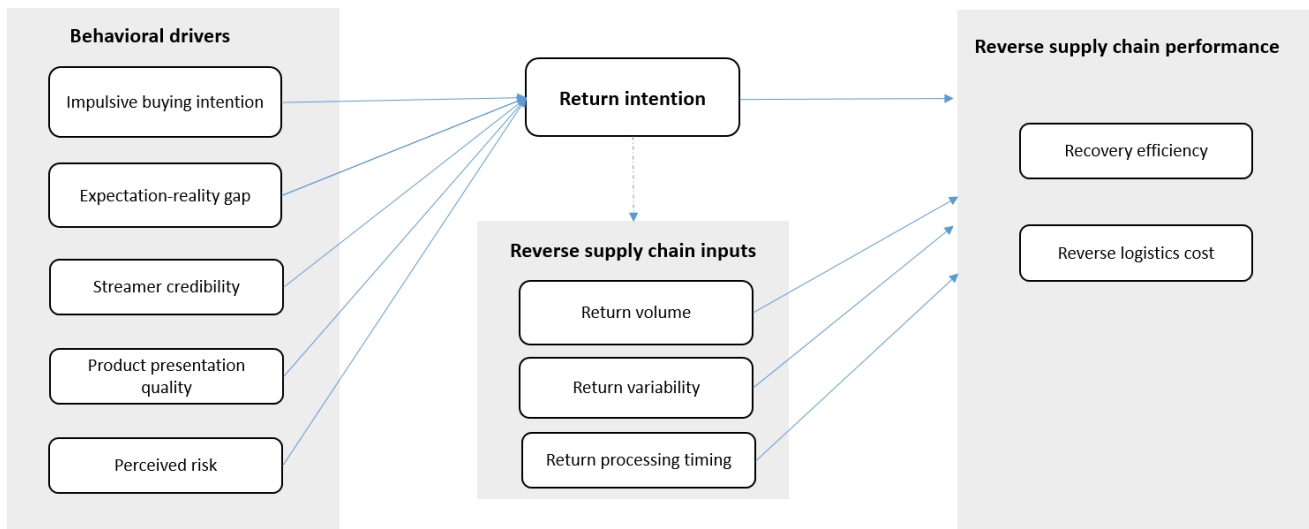 Behavioral drivers
Impulsive buying intention
Expectation-reality gap
Streamer credibility
Product presentation
quality
Perceived risk
Return intention
Reverse supply chain inputs
Return volume
Return variability
Return processing timing
Reverse supply chain performance
Recovery efficiency
Reverse logistics cost